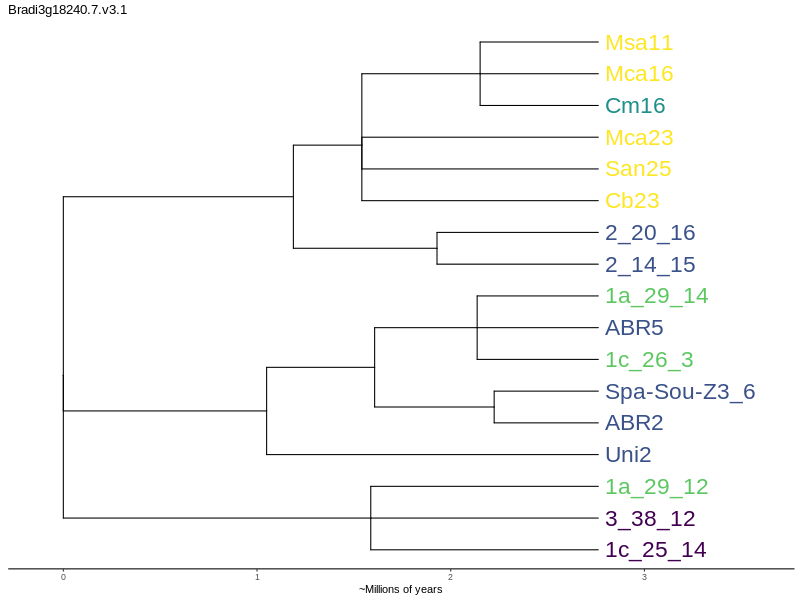 Bradi3g18240.7.v3.1
Msa11
Mca16
Cm16
Mca23
San25
Cb23
2_20_16
2_14_15
1a_29_14
ABR5
1c_26_3
Spa-Sou-Z3_6
ABR2
Uni2
1a_29_12
3_38_12
1c_25_14
0 1 2 3
~Millions of years